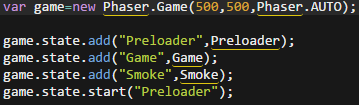 var game=new Phaser.Game(500,500,Phaser.AUTO);
game.state.add("Preloader",Preloader);
game.state.add("Game",Game);
game.state.add("Smoke",Smoke);
game.state.start("Preloader");